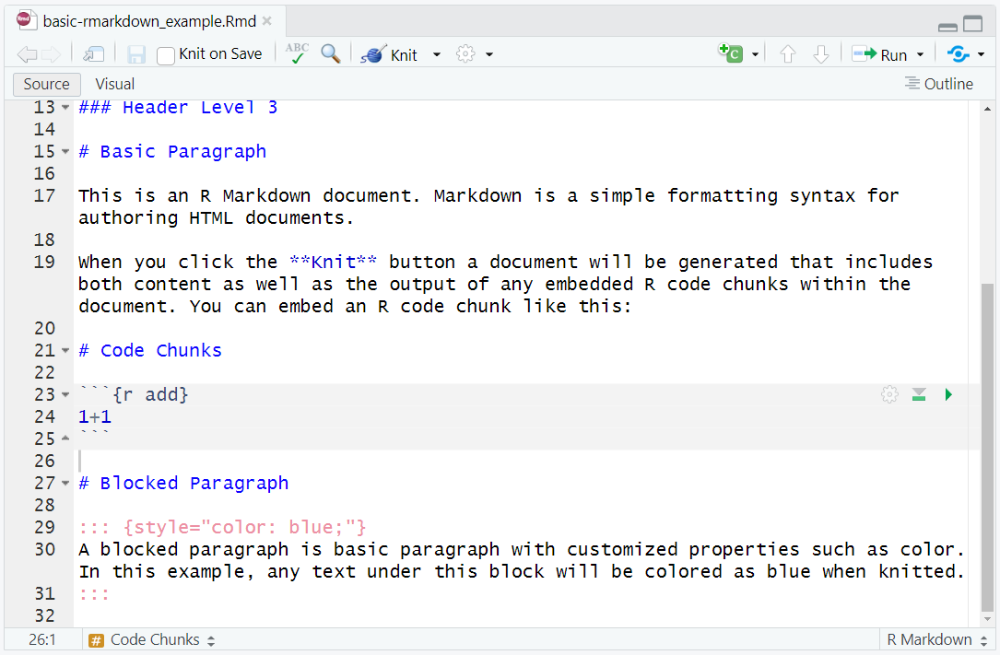 Rmd basic-rmarkdown_example.Rmd ×
Knit on Save ABC Knit C Run
Source Visual Outline
13 ### Header Level 3
14
15 # Basic Paragraph
16
17 This is an R Markdown document. Markdown is a simple formatting syntax for
authoring HTML documents.
18
19 When you click the **Knit** button a document will be generated that includes
both content as well as the output of any embedded R code chunks within the
document. You can embed an R code chunk like this:
20
21 # Code Chunks
22
23 ```{r add}
24 1+1
25 ```
26
27 # Blocked Paragraph
28
29 ::: {style="color: blue;"}
30 A blocked paragraph is basic paragraph with customized properties such as color.
In this example, any text under this block will be colored as blue when knitted.
31 :::
32
26:1 # Code Chunks R Markdown